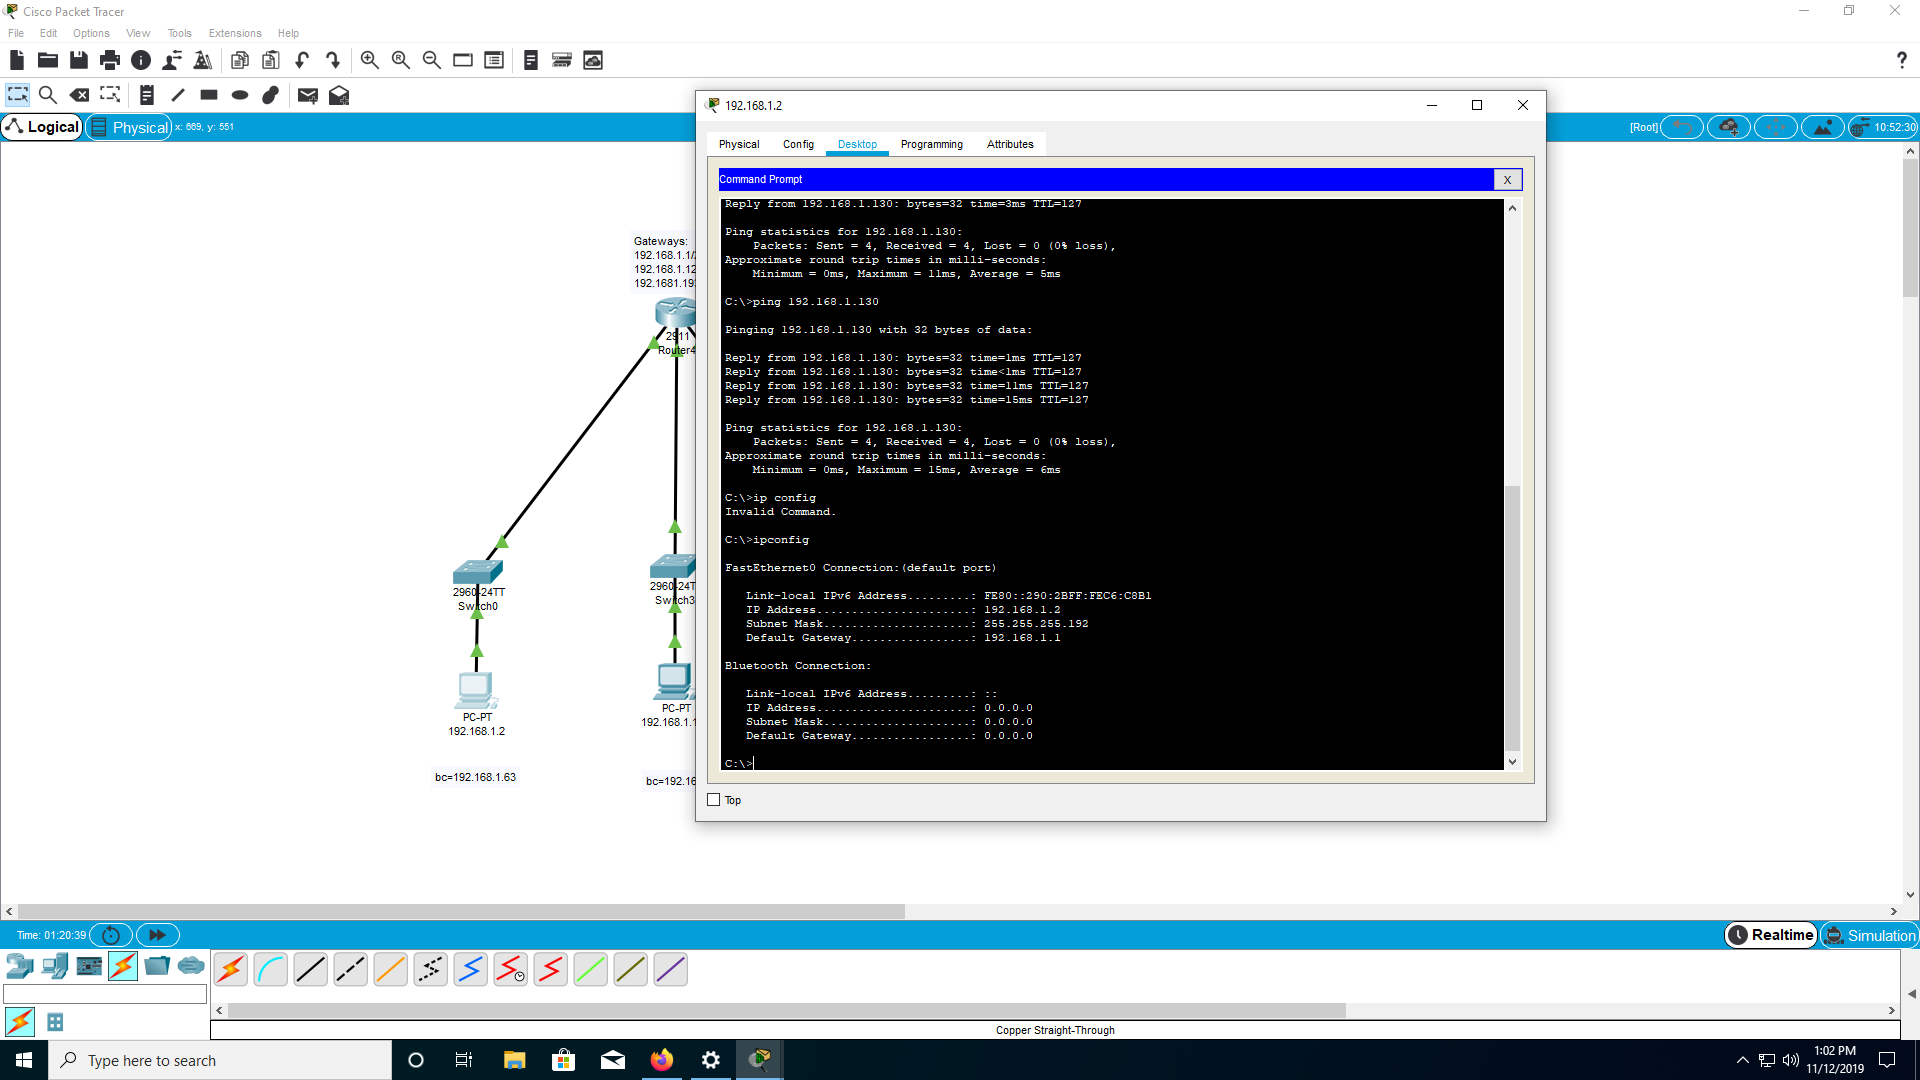 Cisco Packet Tracer
File Edit Options View Tools Extensions Help
Logical Physical x: 669, y: 551 [Root] 10:52:30
Gateways:
192.168.1.1/
192.168.1.12
192.1681.193
2911
Router4
2960-24TT
Switch0
2960-24T
Switch3
PC-PT
192.168.1.2
PC-PT
192.168.1.1
bc=192.168.1.63
bc=192.16
192.168.1.2
Physical Config Desktop Programming Attributes
Command Prompt X
Reply from 192.168.1.130: bytes=32 time=3ms TTL=127
Ping statistics for 192.168.1.130:
Packets: Sent = 4, Received = 4, Lost = 0 (0% loss),
Approximate round trip times in milli-seconds:
Minimum = 0ms, Maximum = 11ms, Average = 5ms
C:\>ping 192.168.1.130
Pinging 192.168.1.130 with 32 bytes of data:
Reply from 192.168.1.130: bytes=32 time=1ms TTL=127
Reply from 192.168.1.130: bytes=32 time<1ms TTL=127
Reply from 192.168.1.130: bytes=32 time=11ms TTL=127
Reply from 192.168.1.130: bytes=32 time=15ms TTL=127
Ping statistics for 192.168.1.130:
Packets: Sent = 4, Received = 4, Lost = 0 (0% loss),
Approximate round trip times in milli-seconds:
Minimum = 0ms, Maximum = 15ms, Average = 6ms
C:\>ip config
Invalid Command.
C:\>ipconfig
FastEthernet0 Connection:(default port)
Link-local IPv6 Address.........: FE80::290:2BFF:FEC6:C8B1
IP Address......................: 192.168.1.2
Subnet Mask.....................: 255.255.255.192
Default Gateway.................: 192.168.1.1
Bluetooth Connection:
Link-local IPv6 Address.........: ::
IP Address......................: 0.0.0.0
Subnet Mask.....................: 0.0.0.0
Default Gateway.................: 0.0.0.0
C:\>
Top
Time: 01:20:39 Realtime Simulation
Copper Straight-Through
Type here to search
1:02 PM
11/12/2019